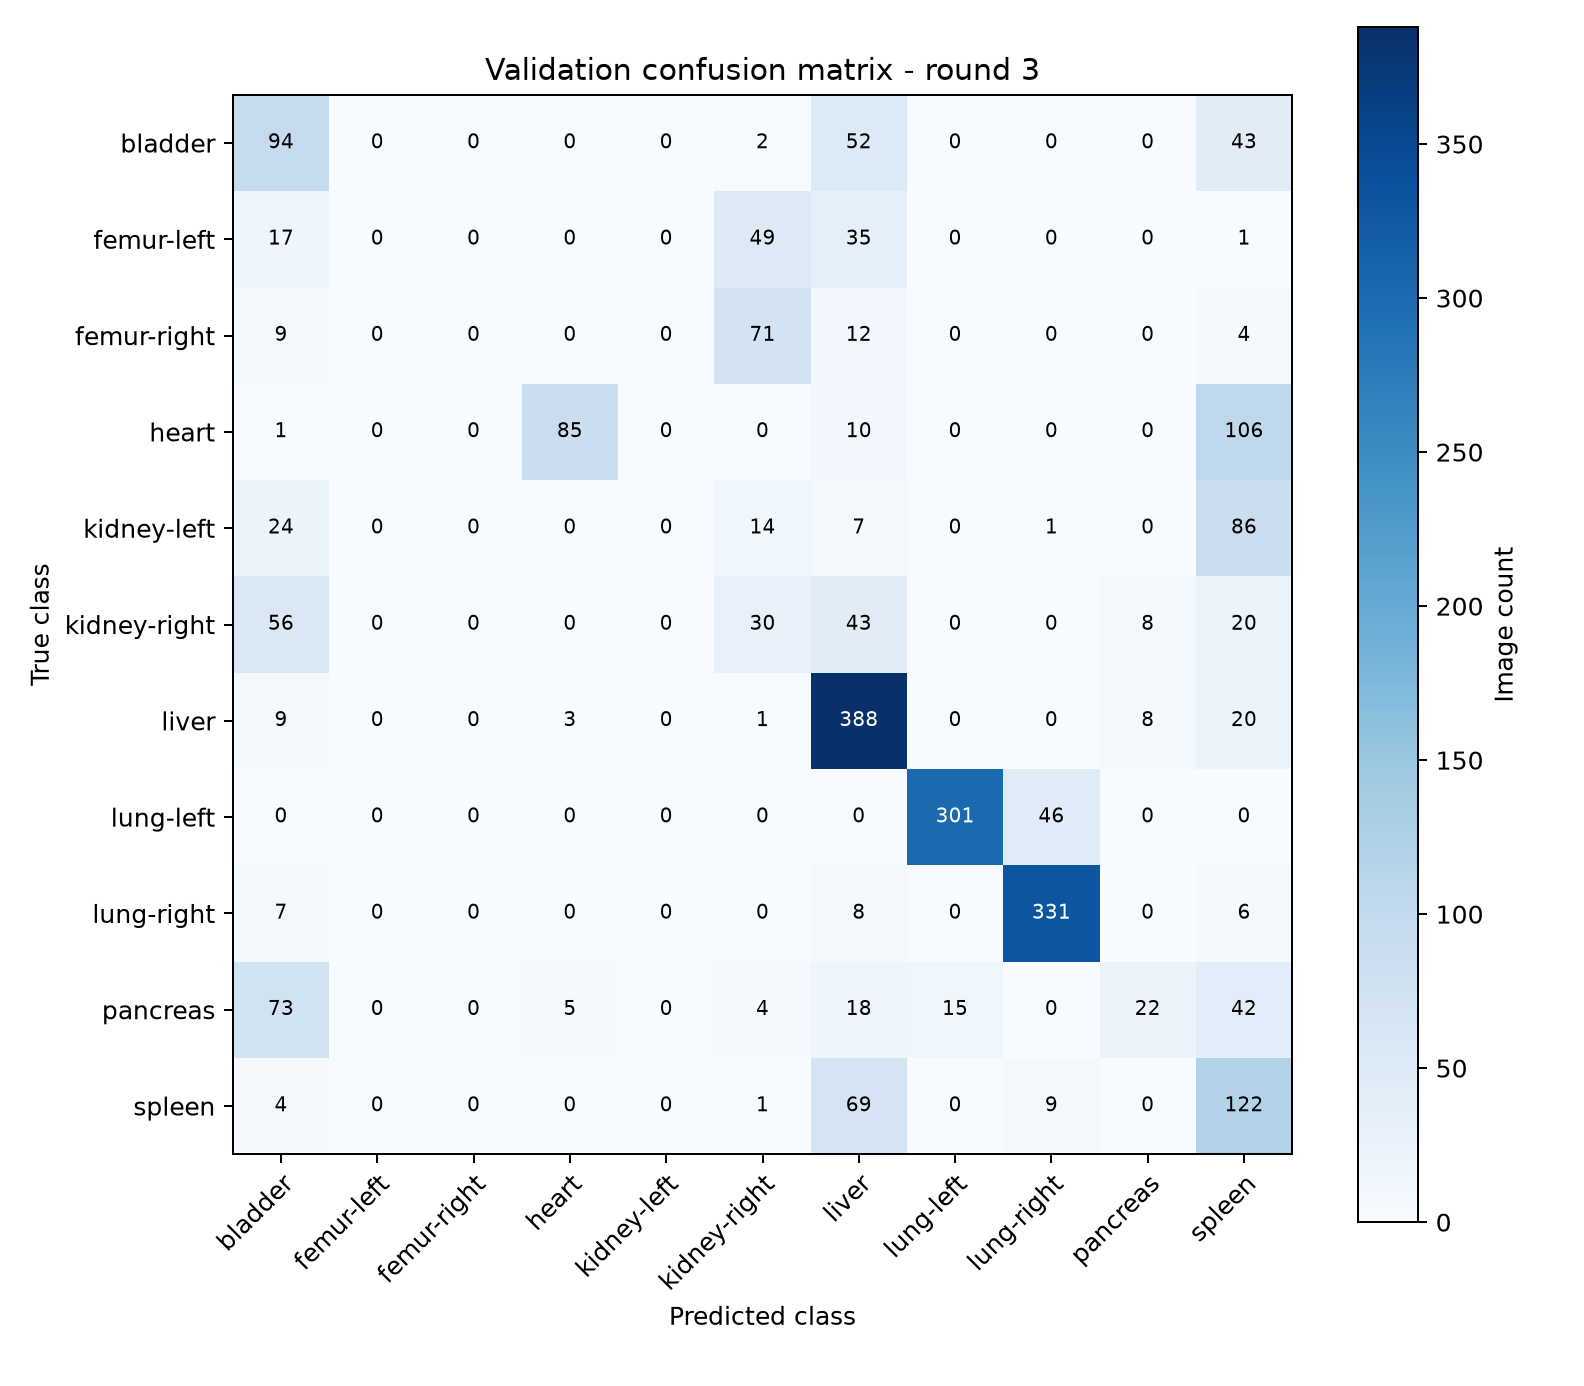 Validation confusion matrix - round 3
bladder 94 0 0 0 0 2 52 0 0 0 43
femur-left 17 0 0 0 0 49 35 0 0 0 1
femur-right 9 0 0 0 0 71 12 0 0 0 4
heart 1 0 0 85 0 0 10 0 0 0 106
kidney-left 24 0 0 0 0 14 7 0 1 0 86
kidney-right 56 0 0 0 0 30 43 0 0 8 20
liver 9 0 0 3 0 1 388 0 0 8 20
lung-left 0 0 0 0 0 0 0 301 46 0 0
lung-right 7 0 0 0 0 0 8 0 331 0 6
pancreas 73 0 0 5 0 4 18 15 0 22 42
spleen 4 0 0 0 0 1 69 0 9 0 122
True class
bladder femur-left femur-right heart kidney-left kidney-right liver lung-left lung-right pancreas spleen
Predicted class
350
300
250
200
150
100
50
0
Image count